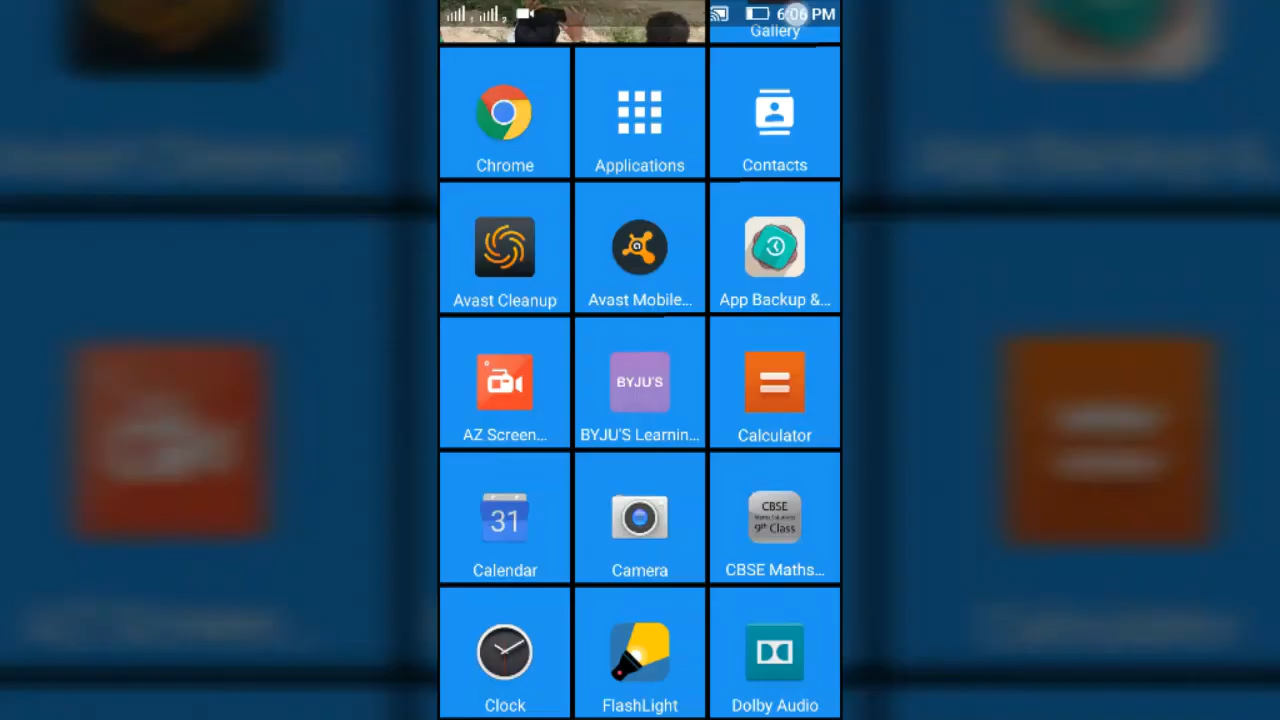 2
6:06 PM
Gallery
Chrome
Applications
Contacts
Avast Cleanup
Avast Mobile...
App Backup &...
BYJU'S
AZ Screen...
BYJU'S Learnin...
Calculator
31
CBSE
9th Class
Calendar
Camera
CBSE Maths...
Clock
FlashLight
Dolby Audio